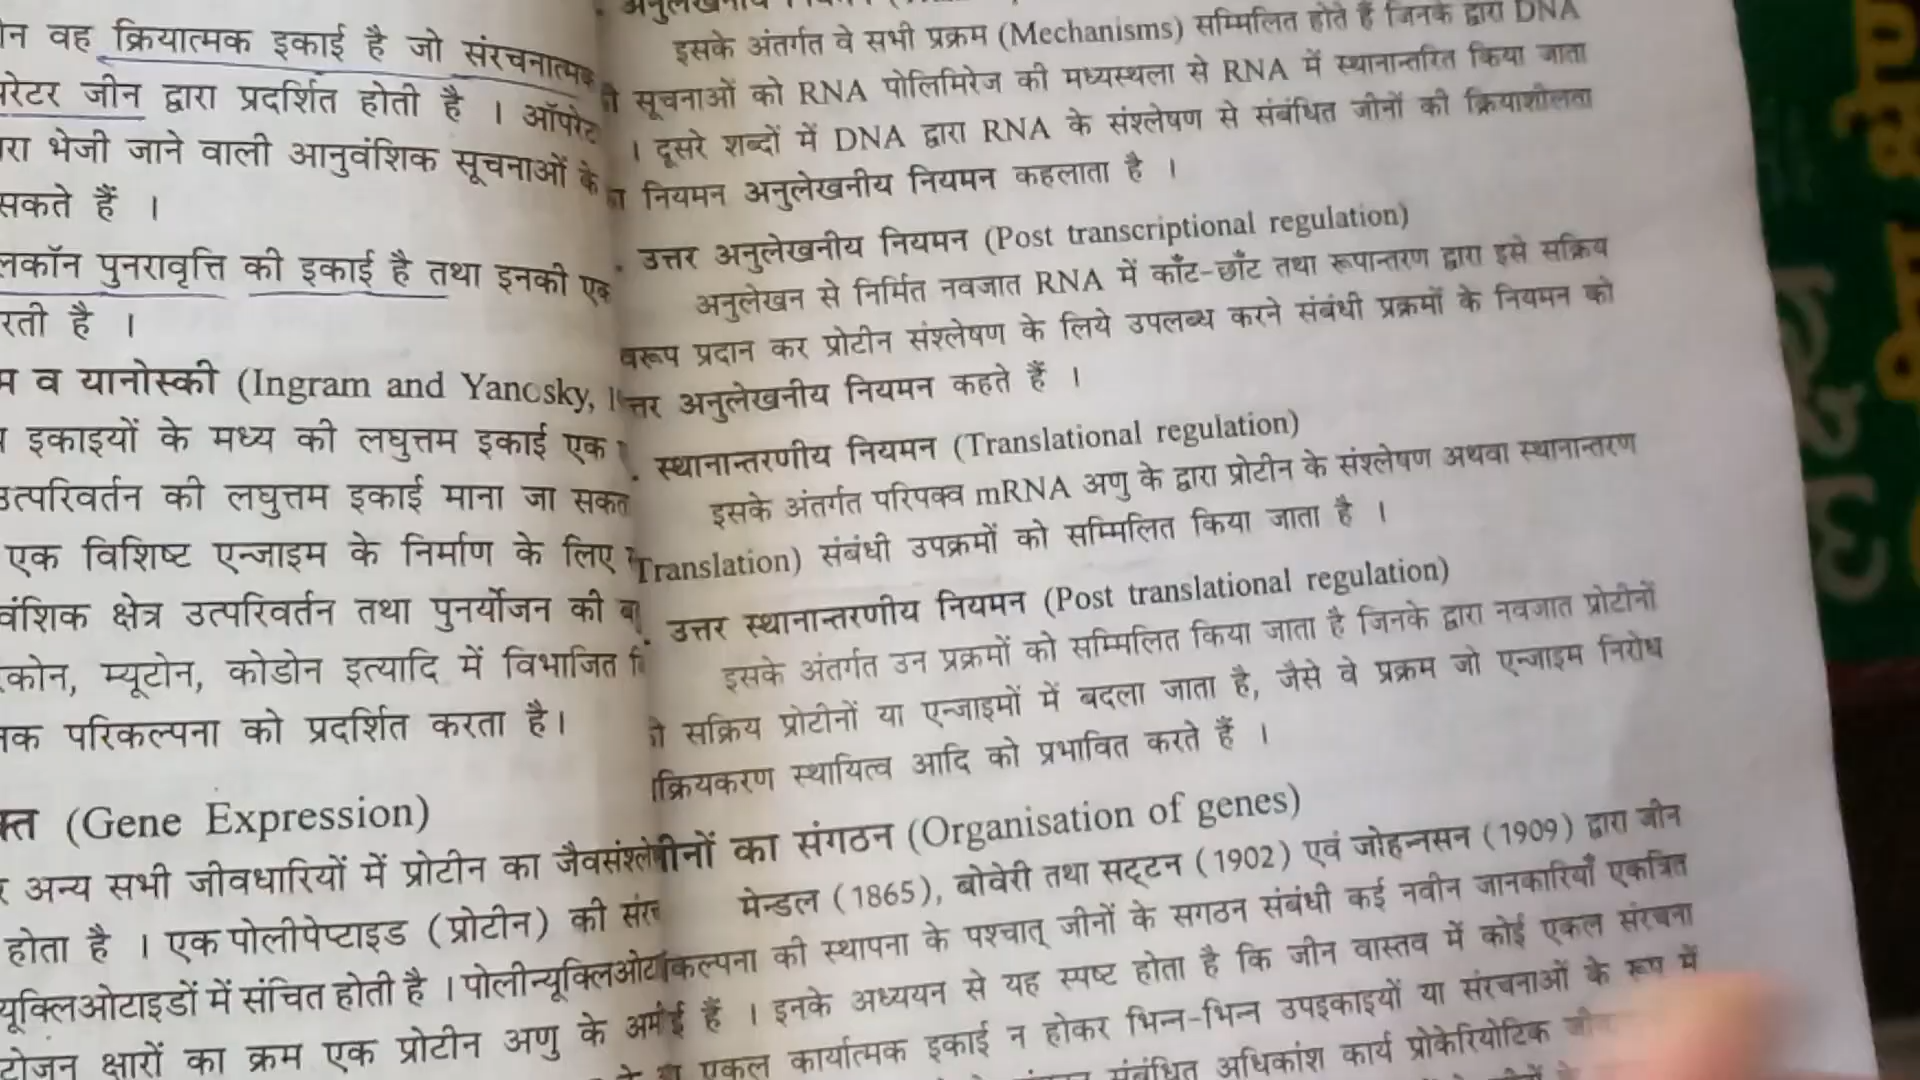 वह क्रियात्मक इकाई है जो संरचनात्मक
जीन द्वारा प्रदर्शित होती है । ऑपरेट
भेजी जाने वाली आनुवंशिक सूचनाओं के
सकते हैं ।
पुनरावृत्ति की इकाई है तथा इनकी एक
है ।
व यानोस्की (Ingram and Yanosky,
इकाइयों के मध्य की लघुत्तम इकाई एक
उत्परिवर्तन की लघुत्तम इकाई माना जा सकत
एक विशिष्ट एन्जाइम के निर्माण के लिए
क्षेत्र उत्परिवर्तन तथा पुनर्योजन की
म्यूटोन, कोडोन इत्यादि में विभाजित
परिकल्पना को प्रदर्शित करता है।
(Gene Expression)
अन्य सभी जीवधारियों में प्रोटीन का जैवसंश्ले
होता है । एक पोलीपेप्टाइड (प्रोटीन) की संरच
में संचित होती है । पोलीन्यूक्लिओट
क्षारों का क्रम एक प्रोटीन अणु के
इसके अंतर्गत वे सभी प्रक्रम (Mechanisms) सम्मिलित होते हैं जिनके द्वारा DNA
सूचनाओं को RNA पोलिमिरेज की मध्यस्थला से RNA में स्थानान्तरित किया जाता
। दूसरे शब्दों में DNA द्वारा RNA के संश्लेषण से संबंधित जीनों की क्रियाशीलता
नियमन अनुलेखनीय नियमन कहलाता है ।
उत्तर अनुलेखनीय नियमन (Post transcriptional regulation)
अनुलेखन से निर्मित नवजात RNA में काँट-छाँट तथा रूपान्तरण द्वारा इसे सक्रिय
प्रदान कर प्रोटीन संश्लेषण के लिये उपलब्ध करने संबंधी प्रक्रमों के नियमन को
त्तर अनुलेखनीय नियमन कहते हैं ।
स्थानान्तरणीय नियमन (Translational regulation)
इसके अंतर्गत परिपक्व mRNA अणु के द्वारा प्रोटीन के संश्लेषण अथवा स्थानान्तरण
Translation) संबंधी उपक्रमों को सम्मिलित किया जाता है ।
उत्तर स्थानान्तरणीय नियमन (Post translational regulation)
इसके अंतर्गत उन प्रक्रमों को सम्मिलित किया जाता है जिनके द्वारा नवजात प्रोटीनों
सक्रिय प्रोटीनों या एन्जाइमों में बदला जाता है, जैसे वे प्रक्रम जो एन्जाइम निरोध
क्रियकरण स्थायित्व आदि को प्रभावित करते हैं ।
का संगठन (Organisation of genes)
मेन्डल (1865), बोवेरी तथा सट्टन (1902) एवं जोहन्नसन (1909) द्वारा जीन
कल्पना की स्थापना के पश्चात् जीनों के सगठन संबंधी कई नवीन जानकारियाँ एकत्रित
हैं । इनके अध्ययन से यह स्पष्ट होता है कि जीन वास्तव में कोई एकल संरचना
एकल कार्यात्मक इकाई न होकर भिन्न-भिन्न उपइकाइयों या संरचनाओं के रूप में
संबंधित अधिकांश कार्य प्रोकेरियोटिक